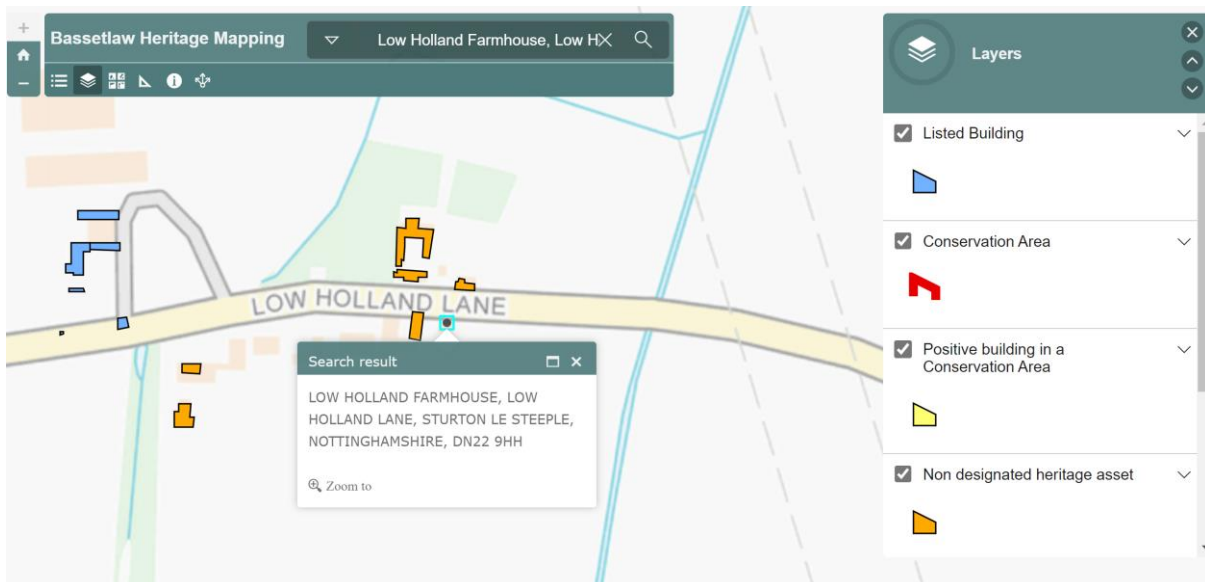 Bassetlaw Heritage Mapping
Low Holland Farmhouse, Low H
Layers
Listed Building
Conservation Area
Positive building in a
Conservation Area
Non designated heritage asset
LOW HOLLAND LANE
Search result
LOW HOLLAND FARMHOUSE, LOW
HOLLAND LANE, STURTON LE STEEPLE,
NOTTINGHAMSHIRE, DN22 9HH
Zoom to